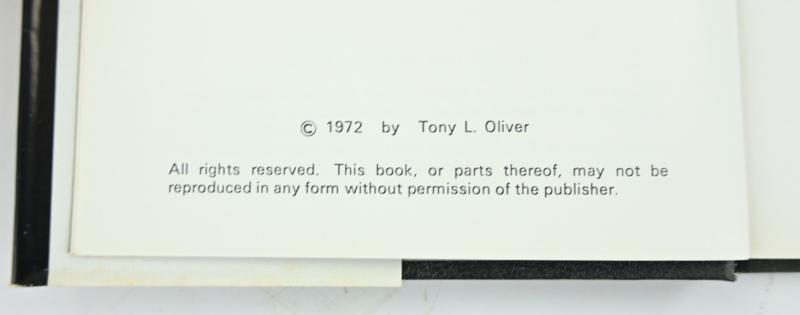 © 1972 by Tony L. Oliver
All rights reserved. This book, or parts thereof, may not be
reproduced in any form without permission of the publisher.